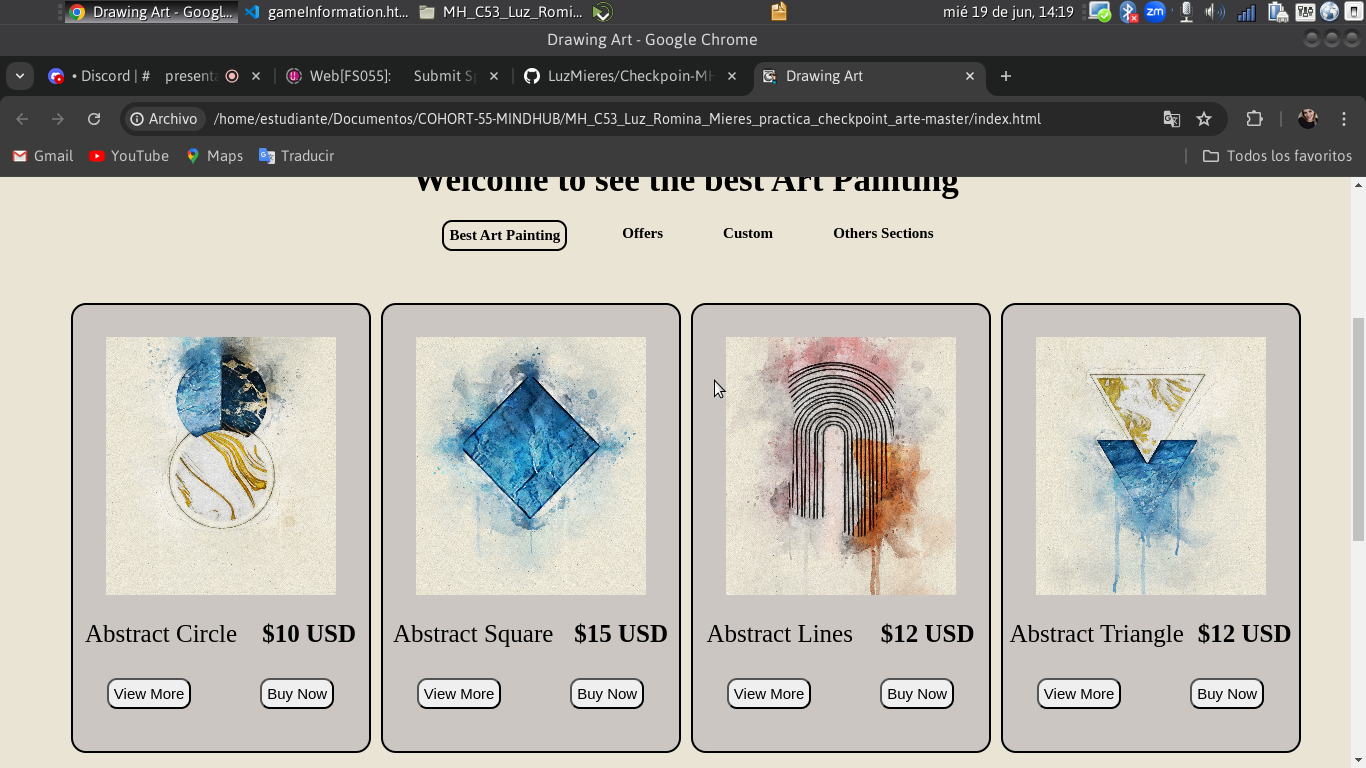 Drawing Art - Googl...
gameInformation.ht...
MH_C53_Luz_Romi...
zm
mié 19 de jun, 14:19
Drawing Art - Google Chrome
• Discord | #
presenta
Web[FS055]:
Submit Sp
LuzMieres/Checkpoin-MH
Drawing Art
Archivo
/home/estudiante/Documentos/COHORT-55-MINDHUB/MH_C53_Luz_Romina_Mieres_practica_checkpoint_arte-master/index.html
Gmail
YouTube
Maps
Traducir
Todos los favoritos
Welcome to see the best Art Painting
Best Art Painting
Offers
Custom
Others Sections
Abstract Circle
$10 USD
View More
Buy Now
Abstract Square
$15 USD
View More
Buy Now
Abstract Lines
$12 USD
View More
Buy Now
Abstract Triangle
$12 USD
View More
Buy Now